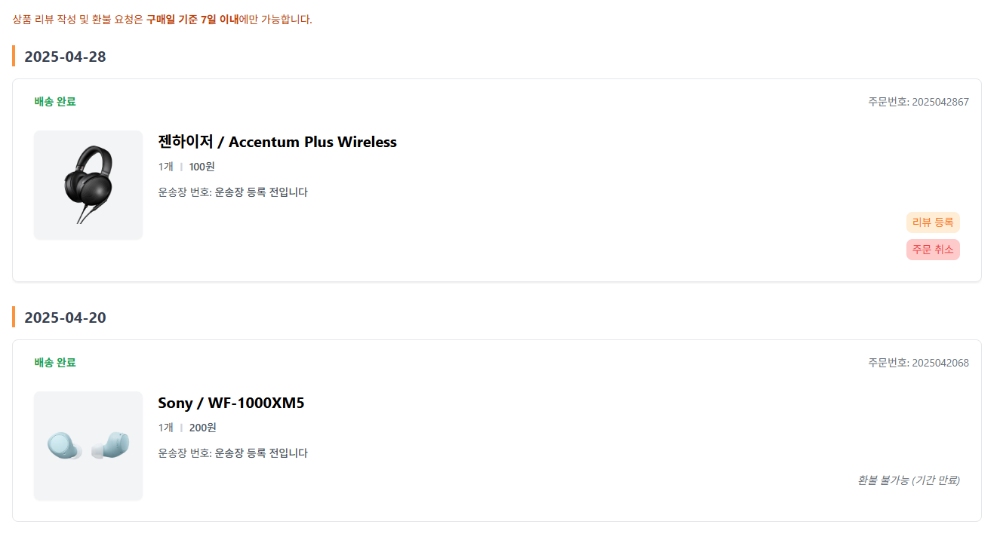 상품 리뷰 작성 및 환불 요청은 구매일 기준 7일 이내에만 가능합니다.
2025-04-28
배송 완료
주문번호: 2025042867
젠하이저 / Accentum Plus Wireless
1개 | 100원
운송장 번호: 운송장 등록 전입니다
리뷰 등록
주문 취소
2025-04-20
배송 완료
주문번호: 2025042068
Sony / WF-1000XM5
1개 | 200원
운송장 번호: 운송장 등록 전입니다
환불 불가능 (기간 만료)